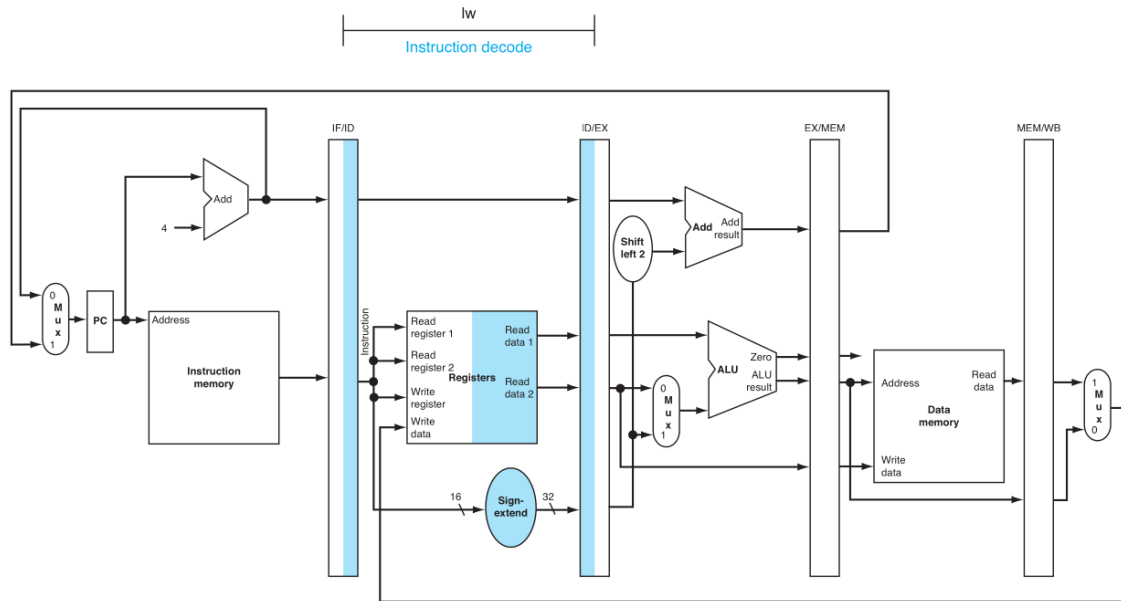 lw
Instruction decode
IF/ID
ID/EX
EX/MEM
MEM/WB
Add
4
Shift
left 2
Add
Add
result
0
M
u
x
1
PC
Address
Instruction
memory
Instruction
Read
register 1
Read
register 2
Write
register
Write
data
Registers
Read
data 1
Read
data 2
16
Sign-
extend
32
0
M
u
x
1
Zero
ALU
ALU
result
Address
Read
data
Data
memory
Write
data
1
M
u
x
0